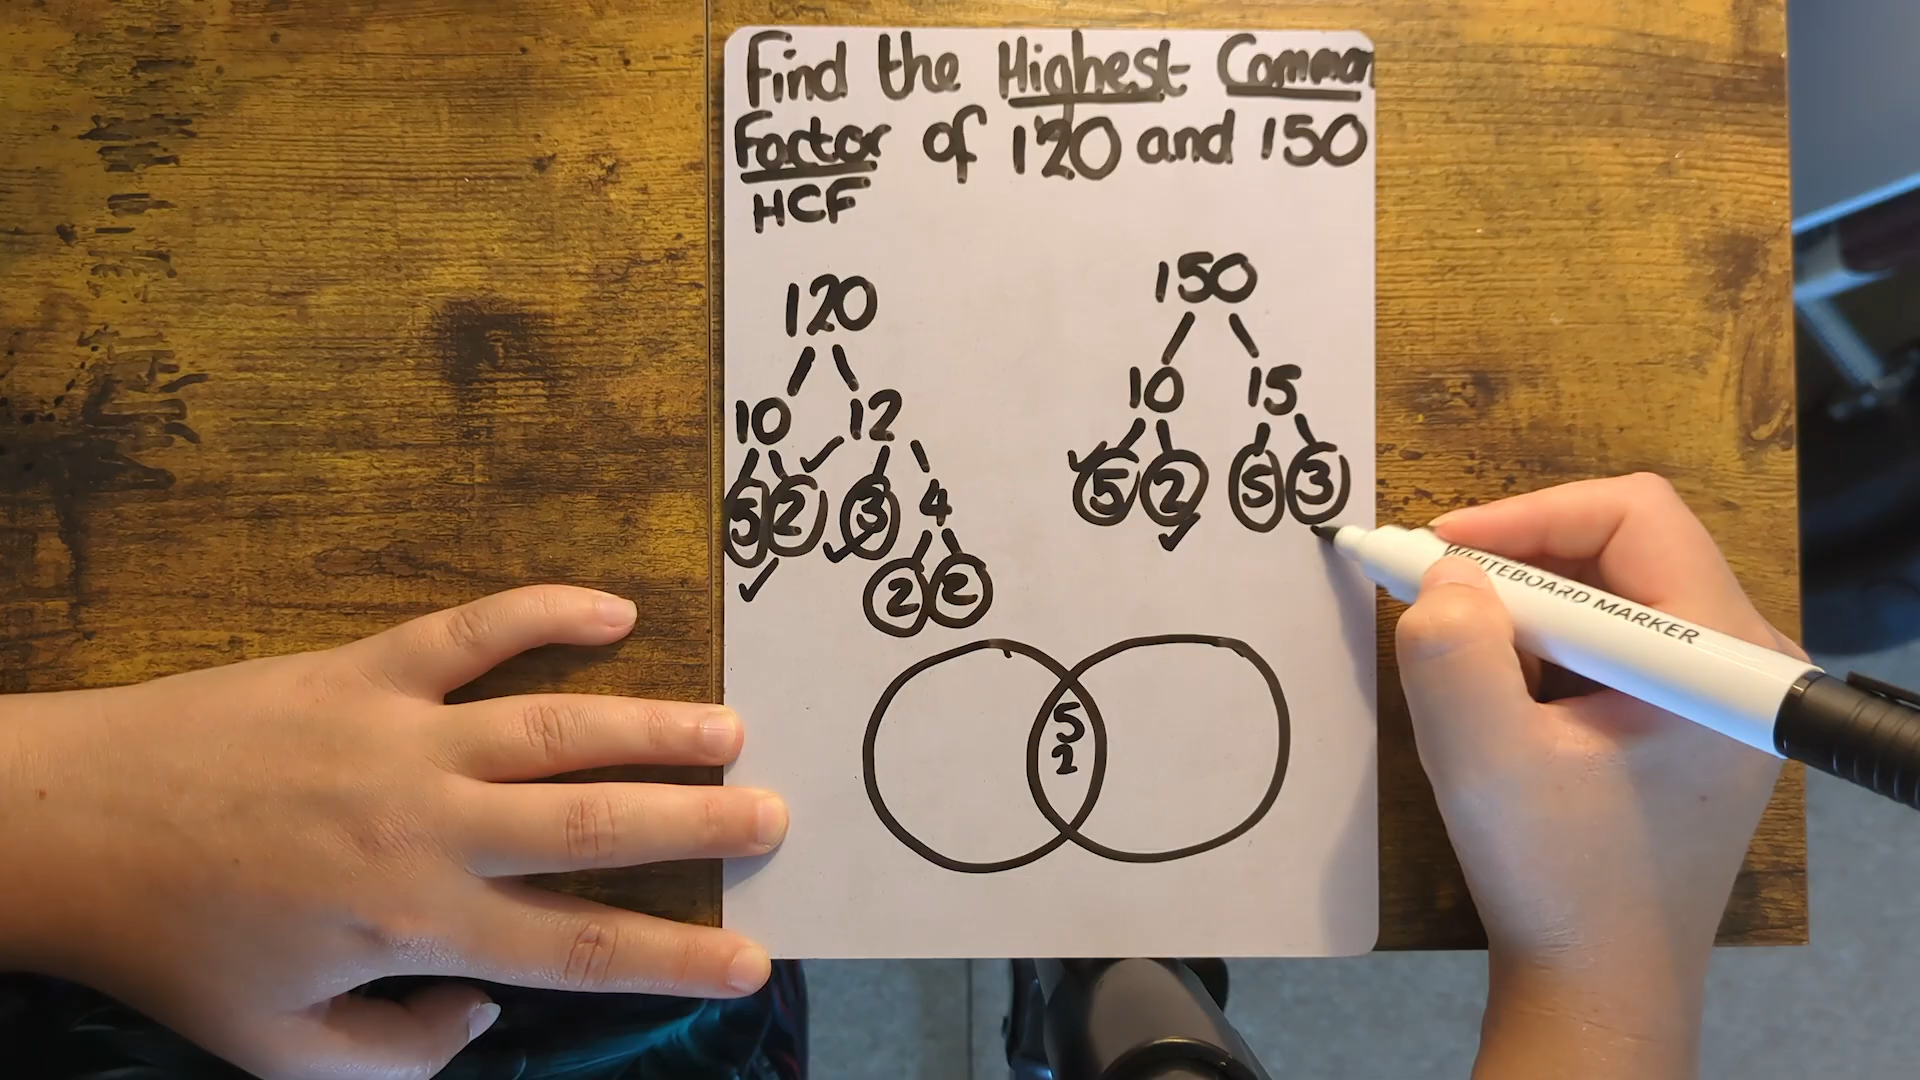 Find the Highest Common
Factor of 120 and 150
HCF
120
150
10 12
10 15
5 2 3 4
5 2 5 3
2 2
5
2
WHITEBOARD MARKER